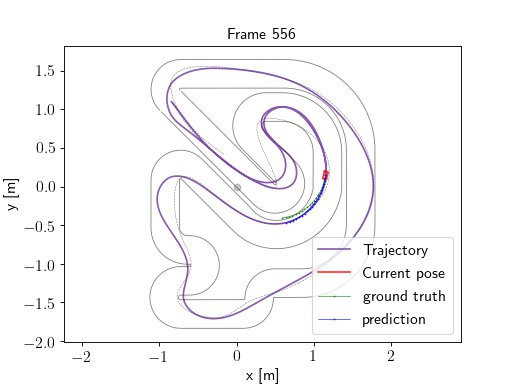 Frame 556
y [m]
1.5
1.0
0.5
0.0
−0.5
−1.0
−1.5
−2.0
Trajectory
Current pose
ground truth
prediction
−2
−1
0
1
2
x [m]